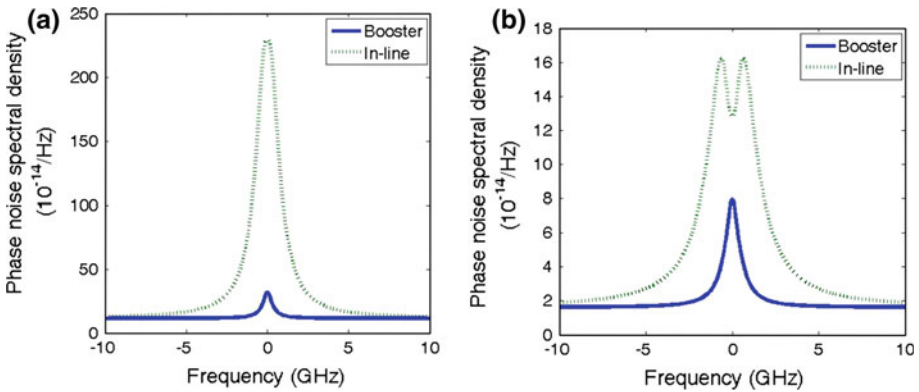 (a)
Phase noise spectral density
(10⁻¹⁴/Hz)
250
200
150
100
50
0
-10
-5
0
5
10
Frequency (GHz)
Booster
In-line
(b)
Phase noise spectral density
(10⁻¹⁴/Hz)
18
16
14
12
10
8
6
4
2
0
-10
-5
0
5
10
Frequency (GHz)
Booster
In-line